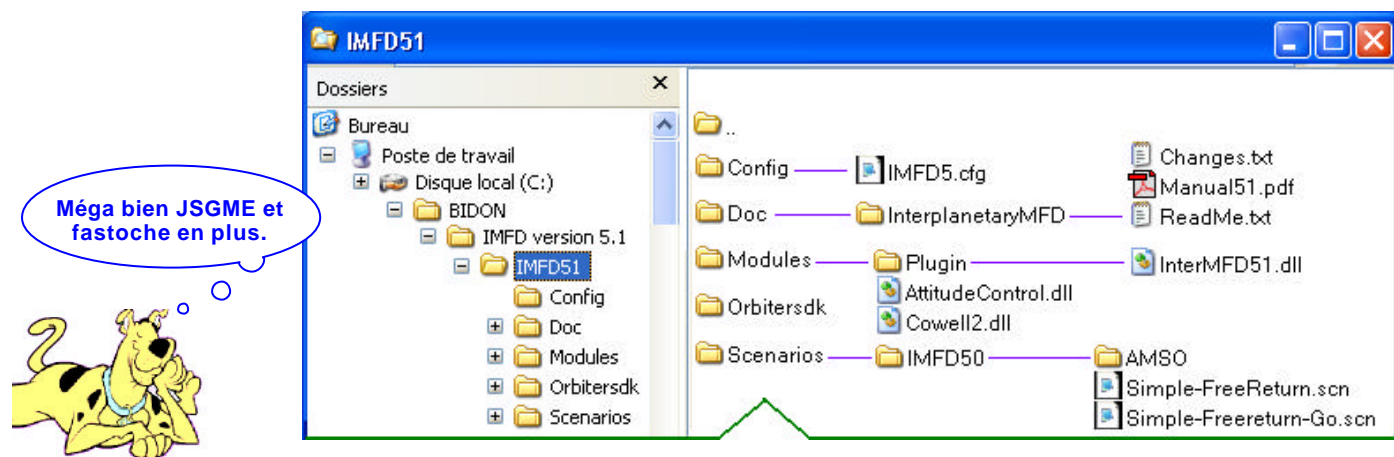 IMFD51
Dossiers
Bureau
Poste de travail
Disque local (C:)
BIDON
IMFD version 5.1
IMFD51
Config
Doc
Modules
Orbitersdk
Scenarios
Méga bien JSGME et
fastoche en plus.
..
Config IMFD5.cfg Changes.txt
Manual51.pdf
Doc InterplanetaryMFD ReadMe.txt
Modules Plugin InterMFD51.dll
AttitudeControl.dll
Orbitersdk
Cowell2.dll
Scenarios IMFD50 AMSO
Simple-FreeReturn.scn
Simple-Freereturn-Go.scn